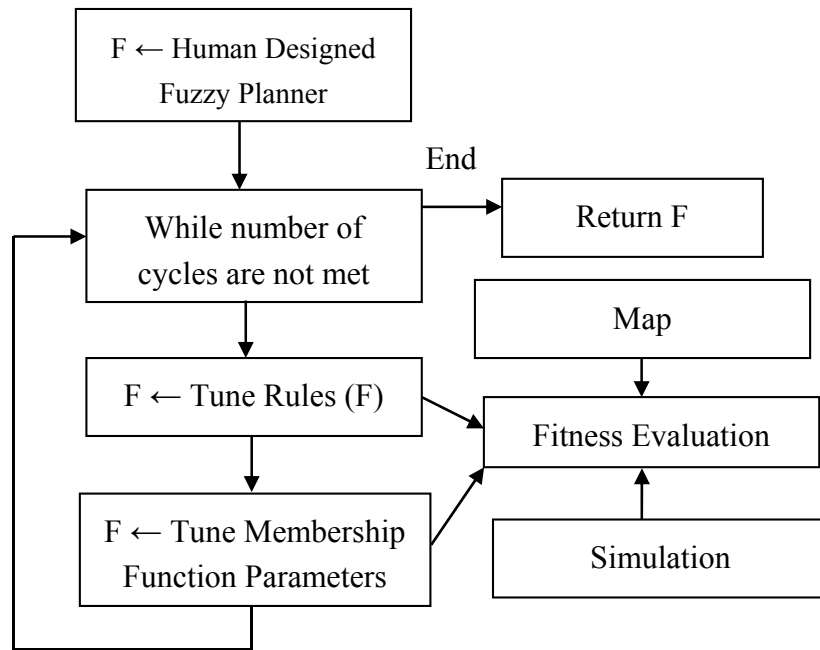 F ← Human Designed
Fuzzy Planner
End
While number of
cycles are not met
Return F
Map
F ← Tune Rules (F)
Fitness Evaluation
F ← Tune Membership
Function Parameters
Simulation